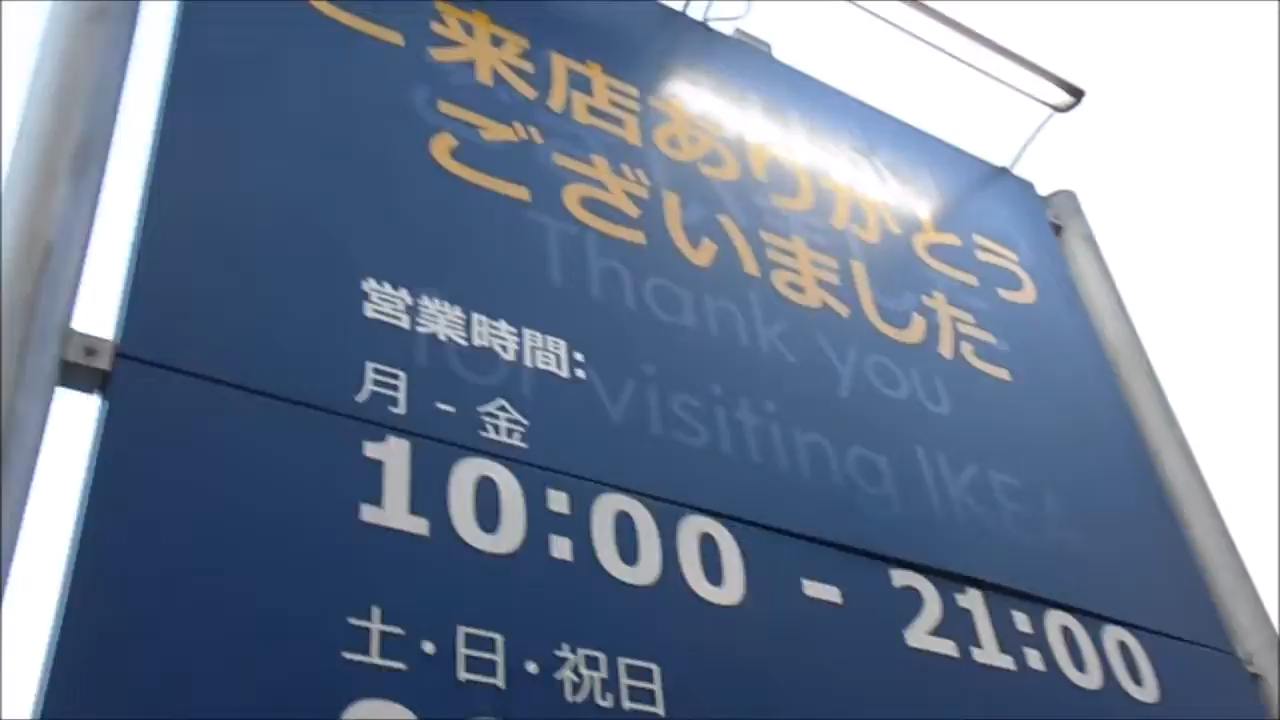 ご来店ありがとう
ございました
Thank you
for visiting IKEA
営業時間:
月 - 金
10:00 - 21:00
土・日・祝日